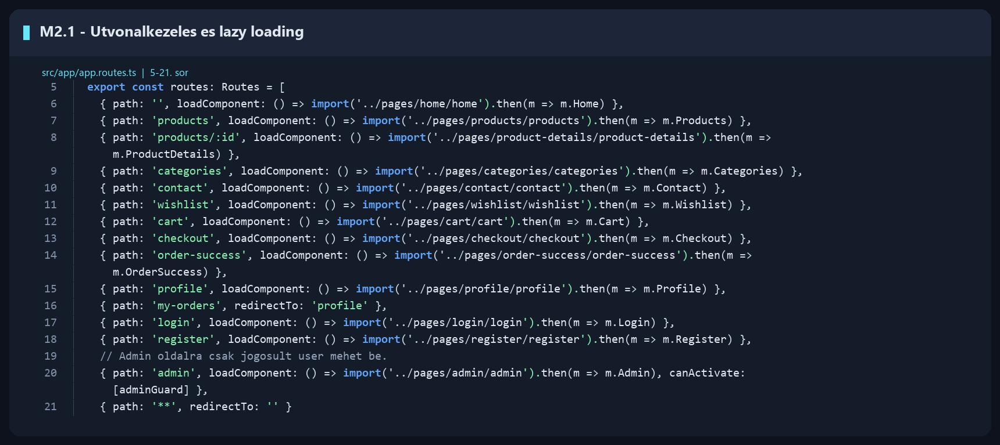 M2.1 - Utvonalkezeles es lazy loading
src/app/app.routes.ts | 5-21. sor
5 export const routes: Routes = [
6 { path: '', loadComponent: () => import('../pages/home/home').then(m => m.Home) },
7 { path: 'products', loadComponent: () => import('../pages/products/products').then(m => m.Products) },
8 { path: 'products/:id', loadComponent: () => import('../pages/product-details/product-details').then(m =>
m.ProductDetails) },
9 { path: 'categories', loadComponent: () => import('../pages/categories/categories').then(m => m.Categories) },
10 { path: 'contact', loadComponent: () => import('../pages/contact/contact').then(m => m.Contact) },
11 { path: 'wishlist', loadComponent: () => import('../pages/wishlist/wishlist').then(m => m.Wishlist) },
12 { path: 'cart', loadComponent: () => import('../pages/cart/cart').then(m => m.Cart) },
13 { path: 'checkout', loadComponent: () => import('../pages/checkout/checkout').then(m => m.Checkout) },
14 { path: 'order-success', loadComponent: () => import('../pages/order-success/order-success').then(m =>
m.OrderSuccess) },
15 { path: 'profile', loadComponent: () => import('../pages/profile/profile').then(m => m.Profile) },
16 { path: 'my-orders', redirectTo: 'profile' },
17 { path: 'login', loadComponent: () => import('../pages/login/login').then(m => m.Login) },
18 { path: 'register', loadComponent: () => import('../pages/register/register').then(m => m.Register) },
19 // Admin oldalra csak jogosult user mehet be.
20 { path: 'admin', loadComponent: () => import('../pages/admin/admin').then(m => m.Admin), canActivate:
[adminGuard] },
21 { path: '**', redirectTo: '' }